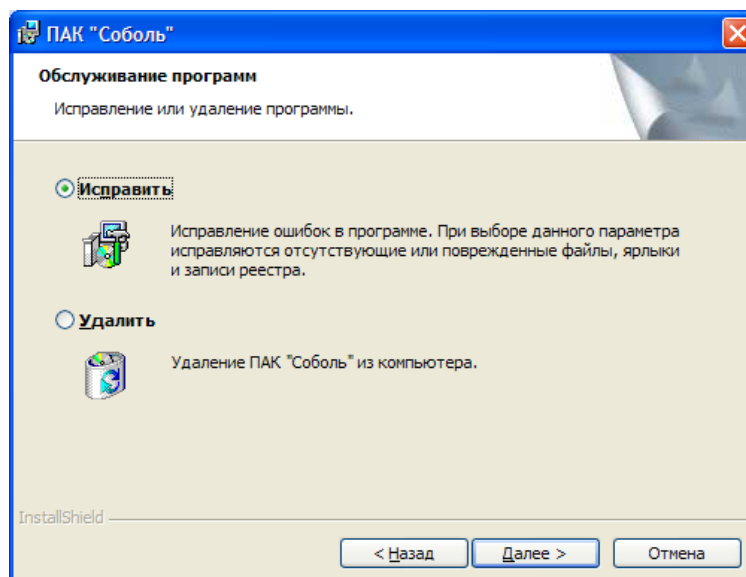 ПАК "Соболь"
Обслуживание программ
Исправление или удаление программы.
Исправить
Исправление ошибок в программе. При выборе данного параметра
исправляются отсутствующие или поврежденные файлы, ярлыки
и записи реестра.
Удалить
Удаление ПАК "Соболь" из компьютера.
InstallShield
< Назад
Далее >
Отмена